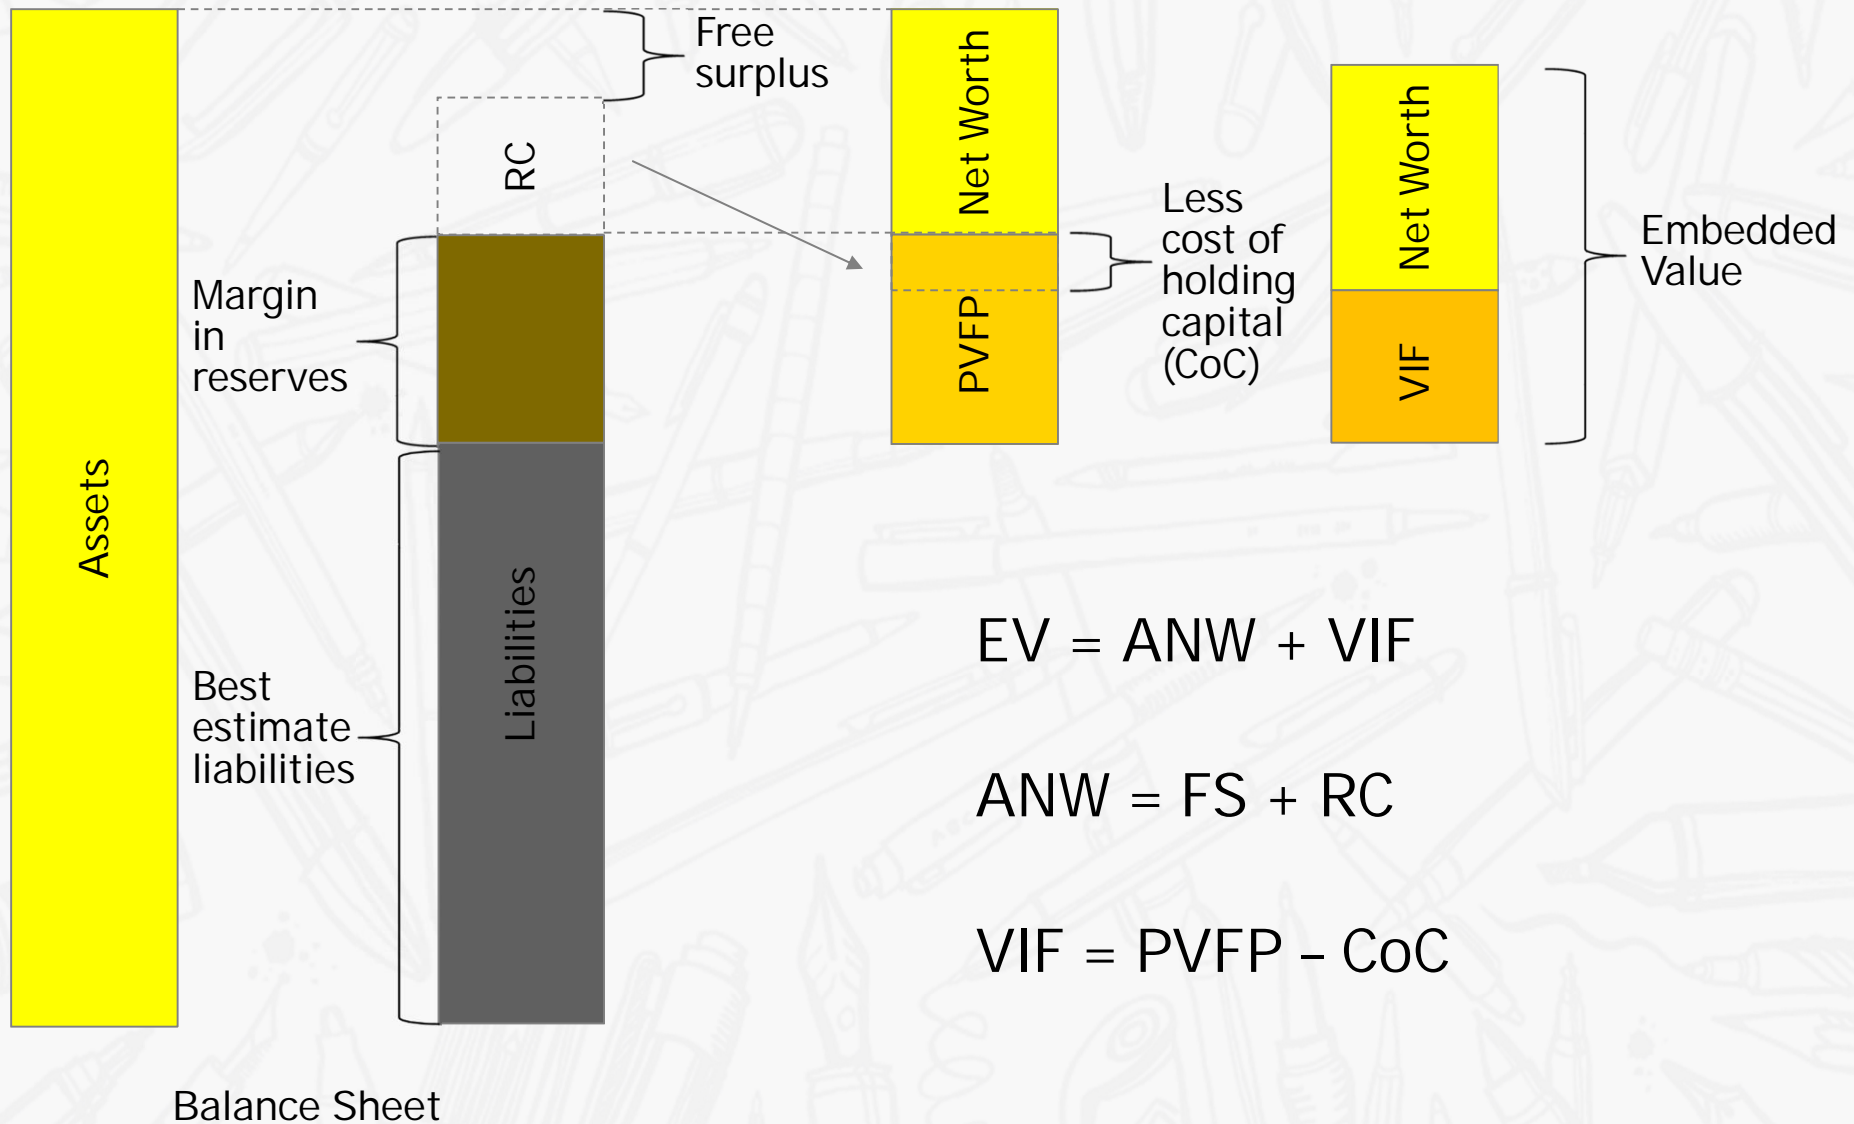 Free
surplus
RC
Net Worth
Net Worth
Less
cost of
holding
capital
(CoC)
Embedded
Value
Margin
in
reserves
PVFP
VIF
Assets
Liabilities
Best
estimate
liabilities
EV = ANW + VIF
ANW = FS + RC
VIF = PVFP – CoC
Balance Sheet